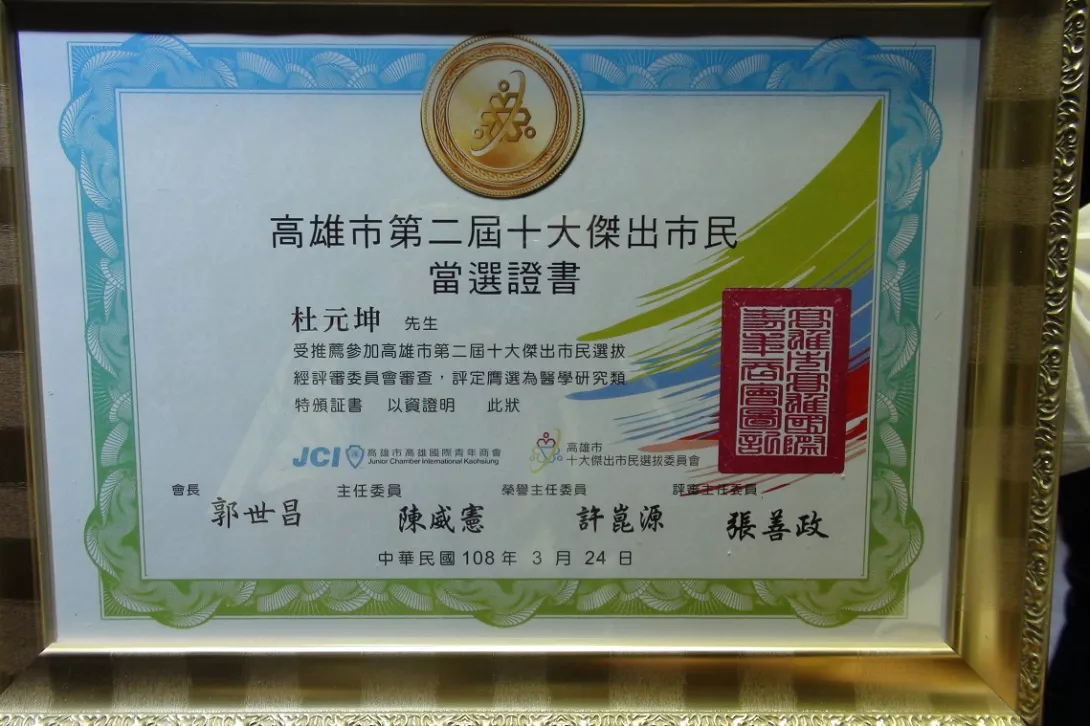 高雄市第二屆十大傑出市民
當選證書
杜元坤 先生
受推薦參加高雄市第二屆十大傑出市民選拔
經評審委員會審查，評定膺選為醫學研究類
特頒証書 以資證明 此狀
JCI 高雄市高雄國際青年商會
Junior Chamber International Kaohsiung
高雄市
十大傑出市民選拔委員會
會長 主任委員 榮譽主任委員 評審主任委員
郭世昌 陳威憲 許崑源 張善政
中華民國108年 3 月 24 日